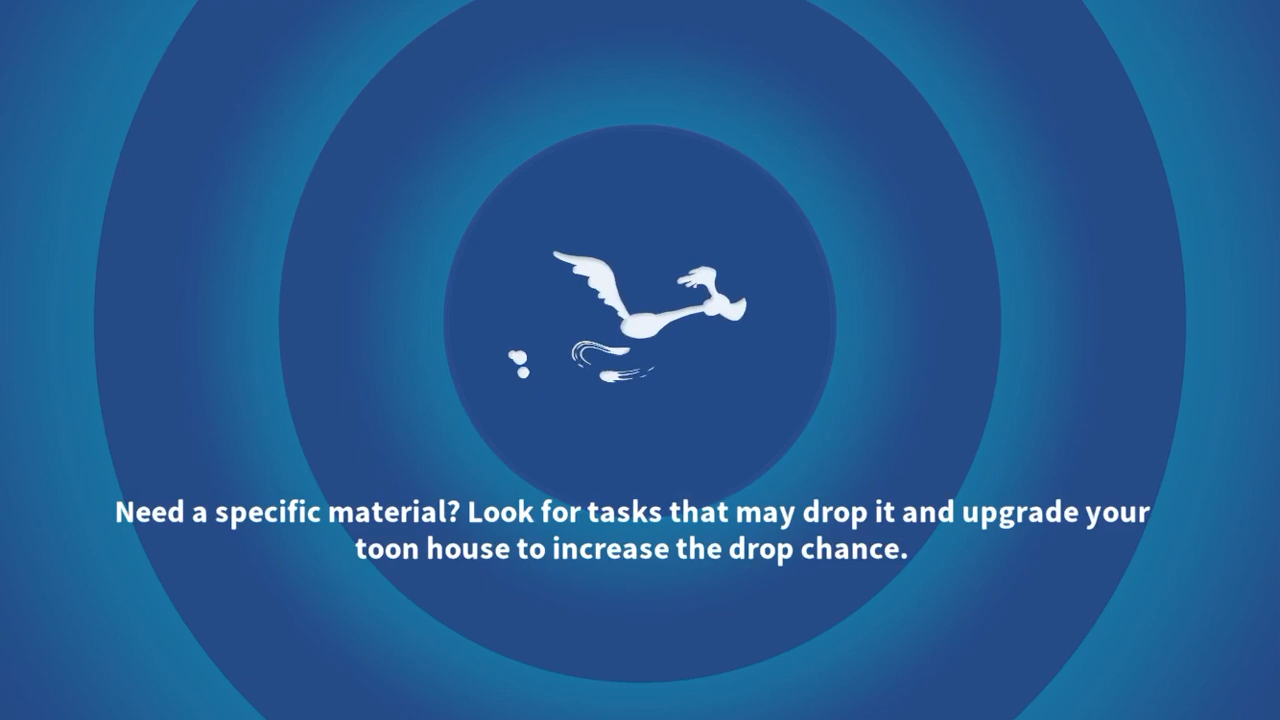 Need a specific material? Look for tasks that may drop it and upgrade your
toon house to increase the drop chance.